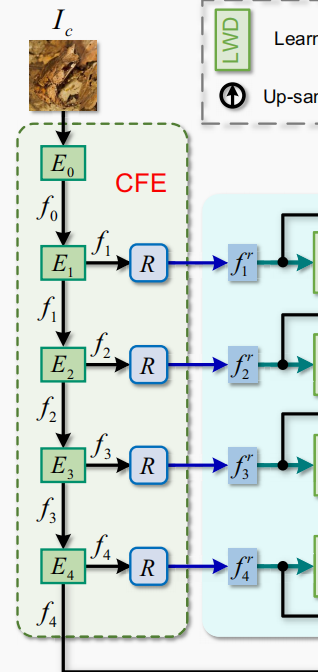 I_c
LWD
Learn
Up-sar
CFE
E_0
f_0
E_1
f_1
R
f_1^r
f_1
E_2
f_2
R
f_2^r
f_2
E_3
f_3
R
f_3^r
f_3
E_4
f_4
R
f_4^r
f_4